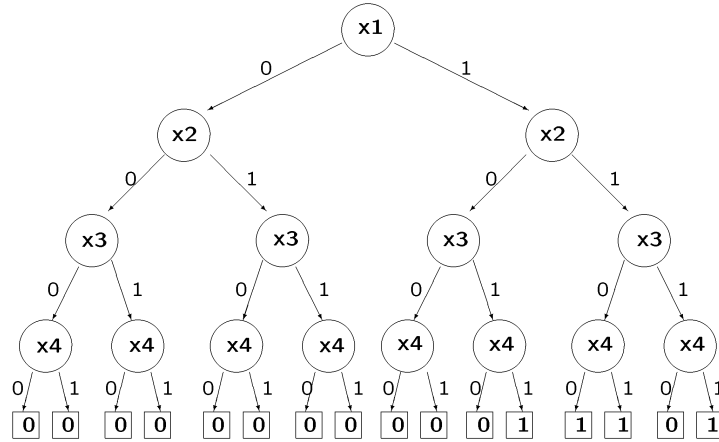 x1
0 1
x2 x2
0 1 0 1
x3 x3 x3 x3
0 1 0 1 0 1 0 1
x4 x4 x4 x4 x4 x4 x4 x4
0 1 0 1 0 1 0 1 0 1 0 1 0 1 0 1
0 0 0 0 0 0 0 0 0 0 0 1 1 1 0 1